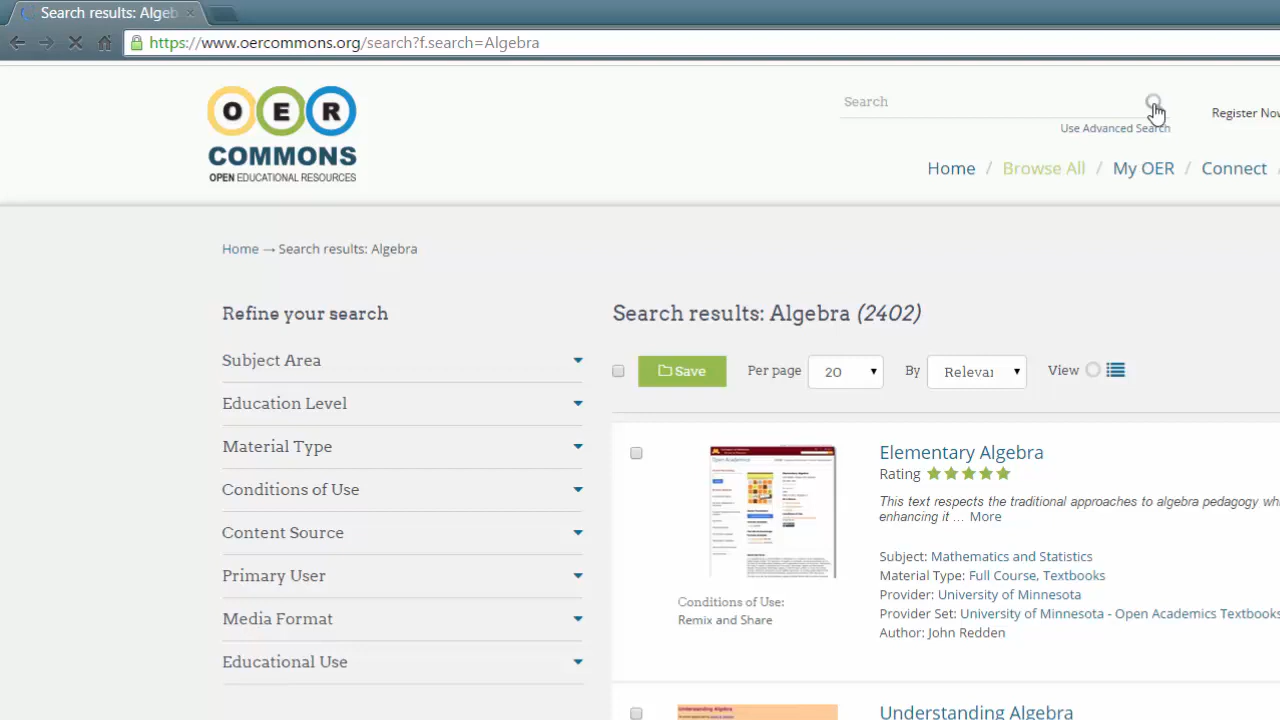 Search results: Algeb
https://www.oercommons.org/search?f.search=Algebra
OER
COMMONS
OPEN EDUCATIONAL RESOURCES
Search
Use Advanced Search
Register Now
Home / Browse All / My OER / Connect /
Home → Search results: Algebra
Refine your search
Subject Area
Education Level
Material Type
Conditions of Use
Content Source
Primary User
Media Format
Educational Use
Search results: Algebra (2402)
Save Per page 20 By Relevar View
Elementary Algebra
Rating
This text respects the traditional approaches to algebra pedagogy whi
enhancing it ... More
Subject: Mathematics and Statistics
Material Type: Full Course, Textbooks
Provider: University of Minnesota
Provider Set: University of Minnesota - Open Academics Textbooks
Author: John Redden
Conditions of Use:
Remix and Share
Understanding Algebra
Understanding Algebra